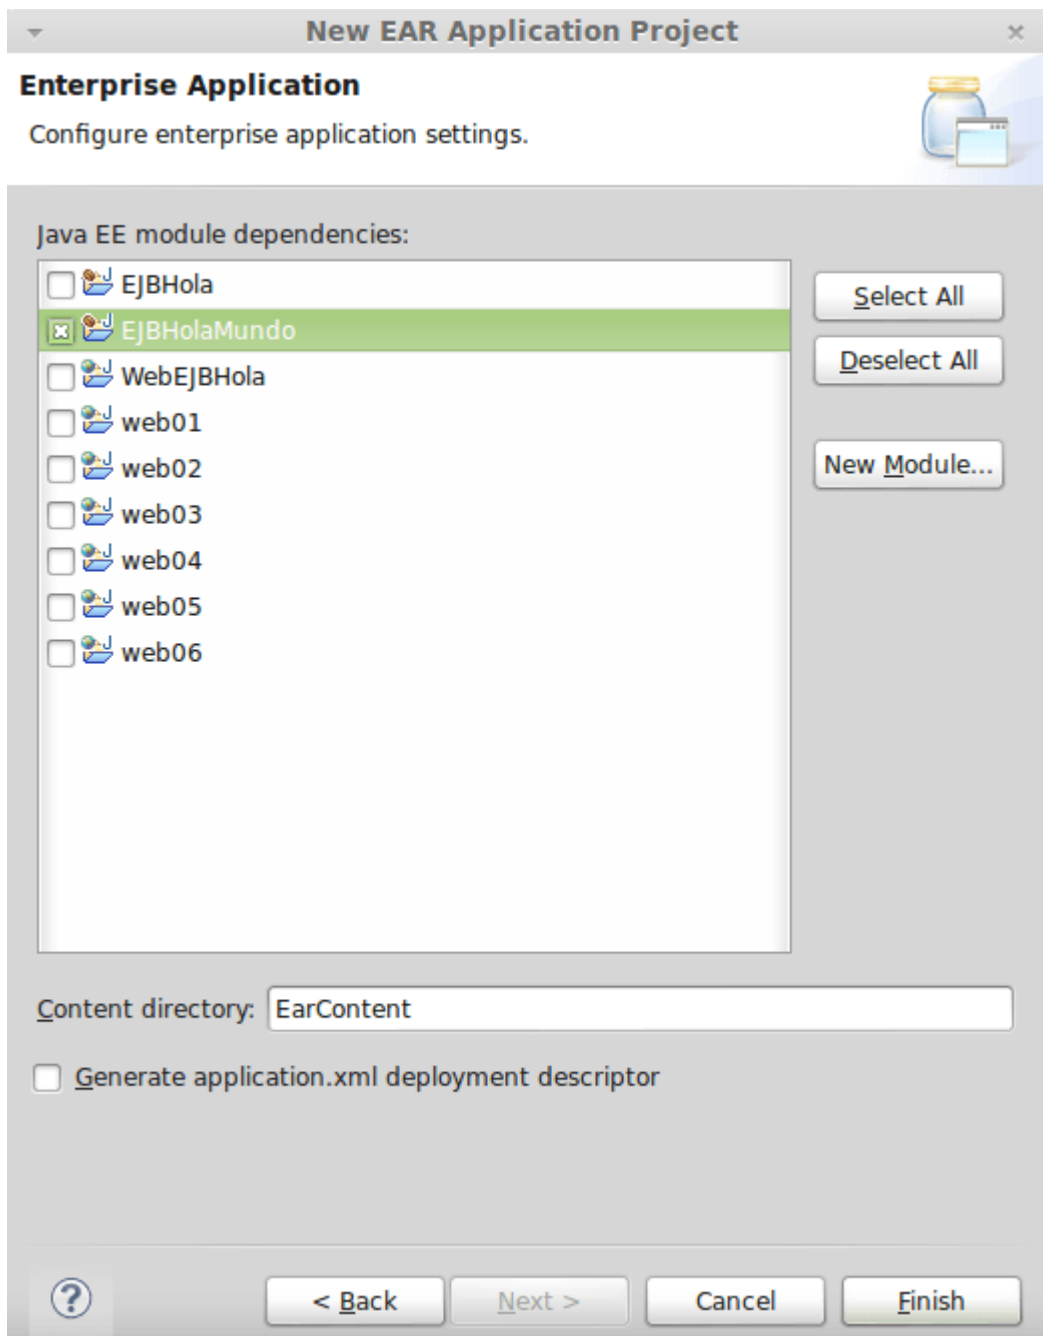 New EAR Application Project
Enterprise Application
Configure enterprise application settings.
Java EE module dependencies:
EJBHola
Select All
EJBHolaMundo
Deselect All
WebEJBHola
web01
web02
New Module...
web03
web04
web05
web06
Content directory: EarContent
Generate application.xml deployment descriptor
? < Back Next > Cancel Finish